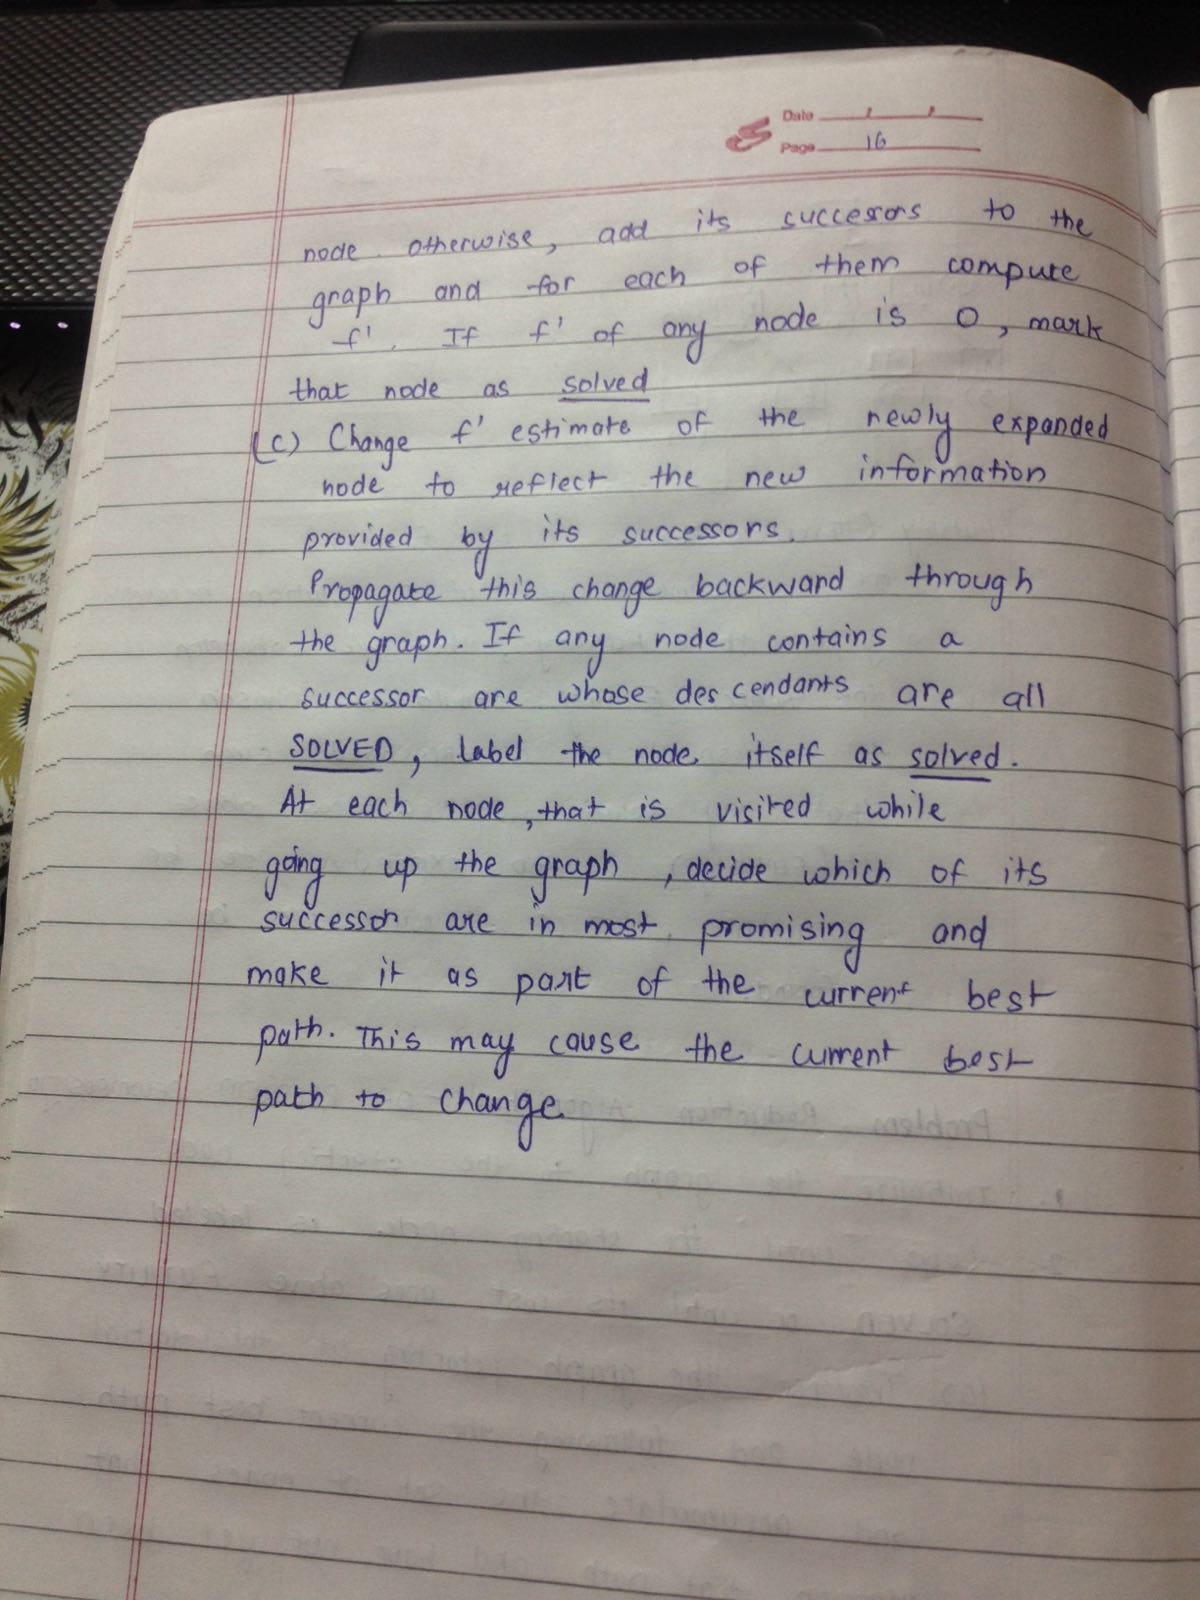 Date
Page 16
node otherwise, add its successors to the
graph and for each of them compute
f'. If f' of any node is 0, mark
that node as solved
(c) Change f' estimate of the newly expanded
node to reflect the new information
provided by its successors.
Propagate this change backward through
the graph. If any node contains a
successor are whose descendants are all
SOLVED, label the node itself as solved.
At each node, that is visited while
going up the graph, decide which of its
successor are in most promising and
make it as part of the current best
path. This may cause the current best
path to change